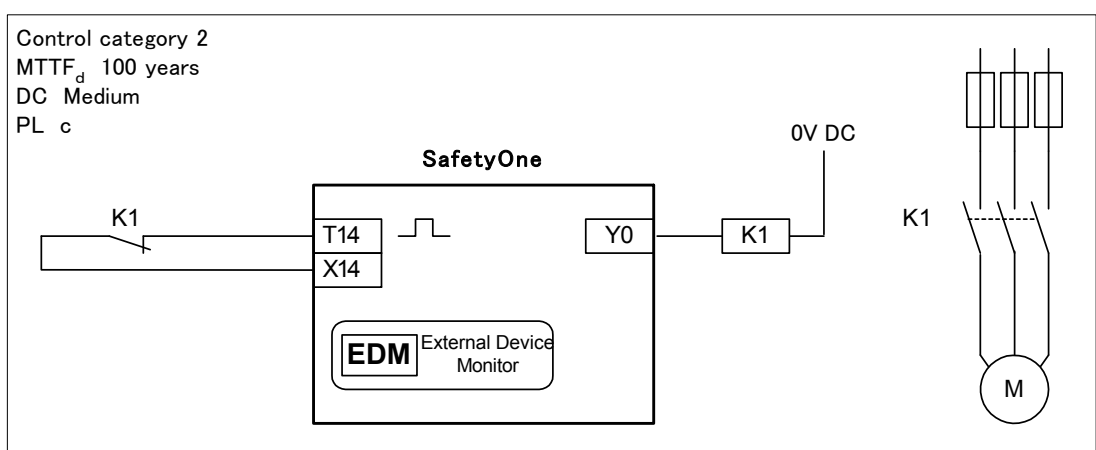 Control category 2
MTTFd 100 years
DC Medium
PL c
0V DC
SafetyOne
K1
T14
X14
Y0
K1
K1
EDM
External Device
Monitor
M